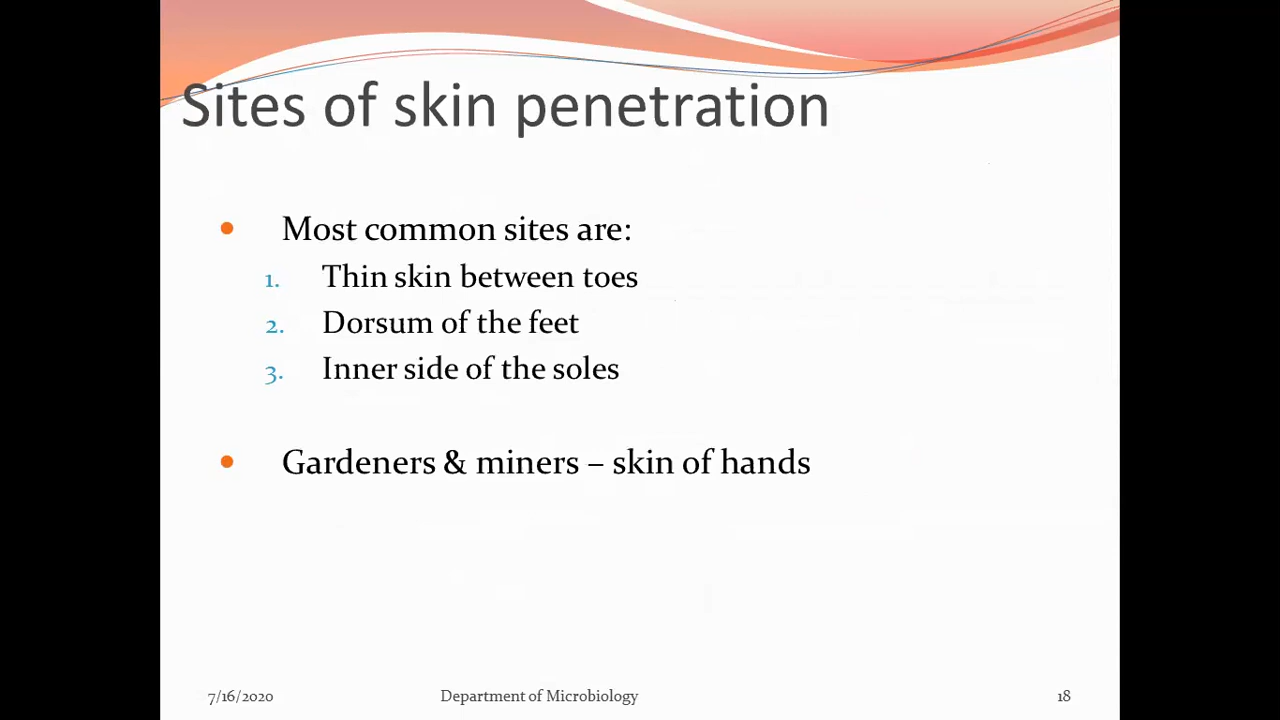 Sites of skin penetration
• Most common sites are:
1. Thin skin between toes
2. Dorsum of the feet
3. Inner side of the soles
• Gardeners & miners – skin of hands
7/16/2020 Department of Microbiology 18